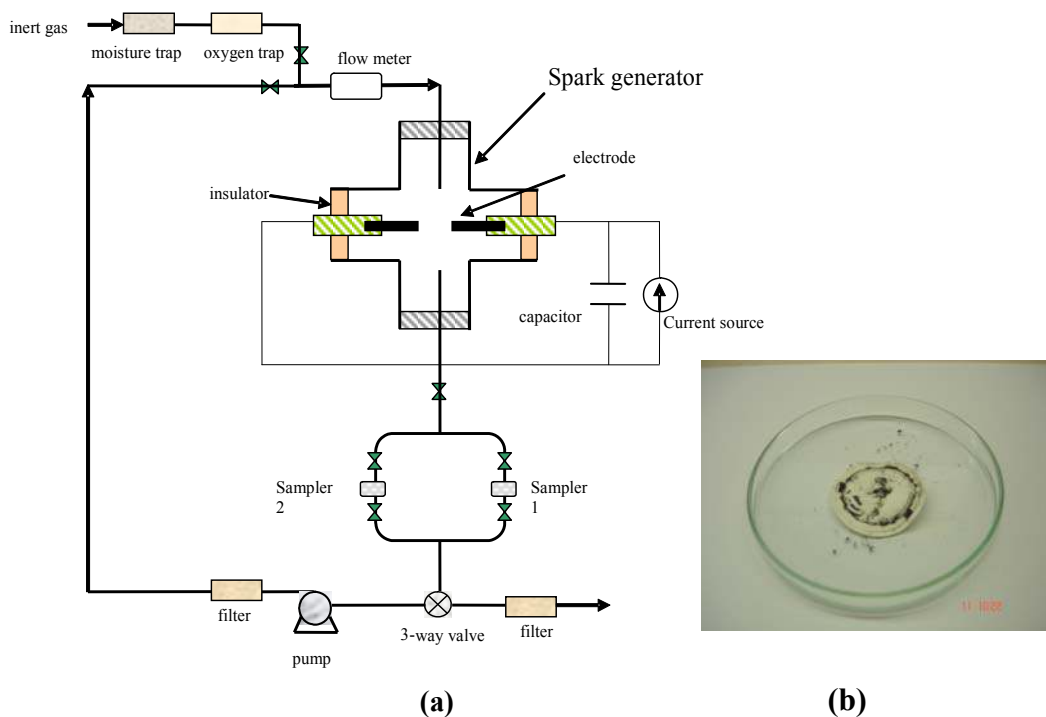 inert gas
moisture trap
oxygen trap
flow meter
Spark generator
electrode
insulator
capacitor
Current source
Sampler
2
Sampler
1
filter
pump
3-way valve
filter
(a)
(b)